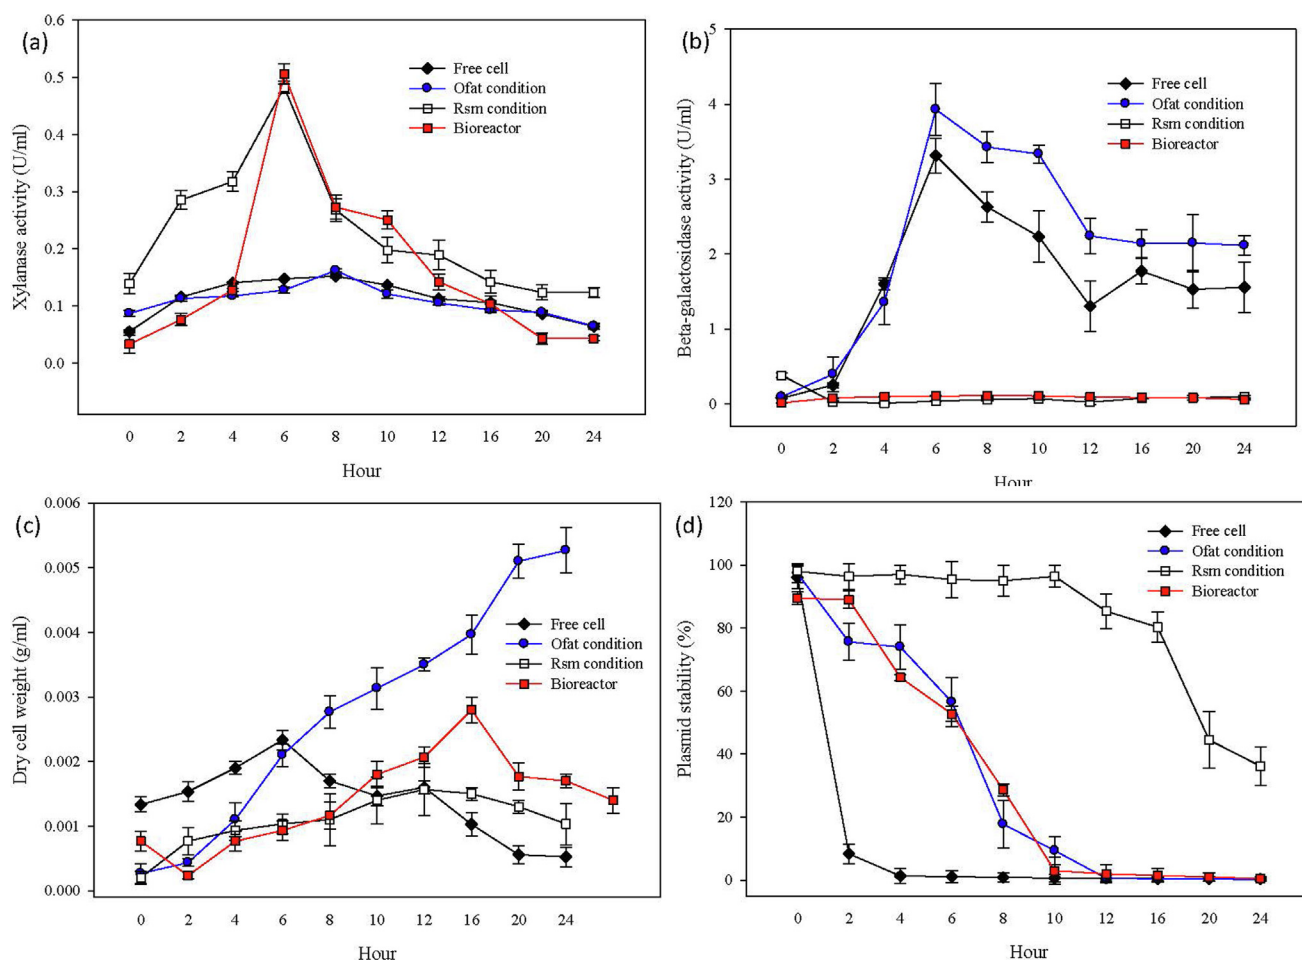 (a)
0.6
0.5
0.4
0.3
0.2
0.1
0.0
Xylanase activity (U/ml)
Free cell
Ofat condition
Rsm condition
Bioreactor
0 2 4 6 8 10 12 16 20 24
Hour
(b)
5
4
3
2
1
0
Beta-galactosidase activity (U/ml)
Free cell
Ofat condition
Rsm condition
Bioreactor
0 2 4 6 8 10 12 16 20 24
Hour
(c)
0.006
0.005
0.004
0.003
0.002
0.001
0.000
Dry cell weight (g/ml)
Free cell
Ofat condition
Rsm condition
Bioreactor
0 2 4 6 8 10 12 16 20 24
Hour
(d)
120
100
80
60
40
20
0
Plasmid stability (%)
Free cell
Ofat condition
Rsm condition
Bioreactor
0 2 4 6 8 10 12 16 20 24
Hour